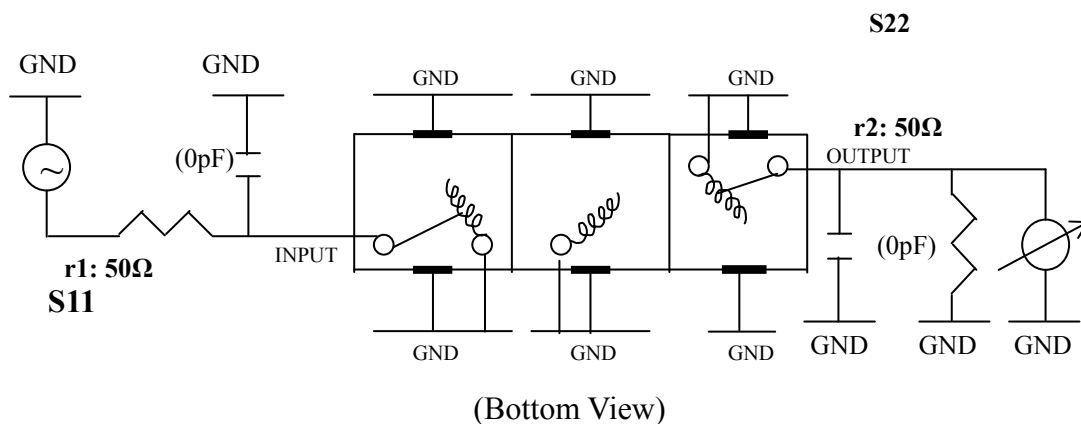 S22
GND
GND
GND
GND
GND
(0pF)
r2: 50Ω
OUTPUT
INPUT
(0pF)
r1: 50Ω
S11
GND
GND
GND
GND
GND
GND
(Bottom View)